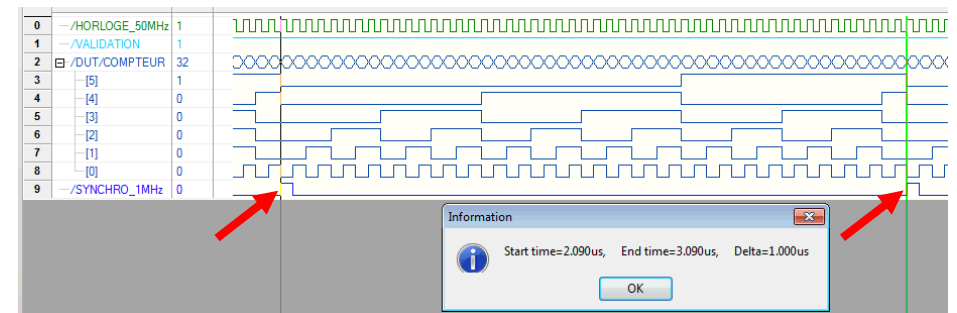 0 /HORLOGE_50MHz 1
1 /VALIDATION 1
2 /DUT/COMPTEUR 32
3 [5] 1
4 [4] 0
5 [3] 0
6 [2] 0
7 [1] 0
8 [0] 0
9 /SYNCHRO_1MHz 0
Information
Start time=2.090us, End time=3.090us, Delta=1.000us
OK